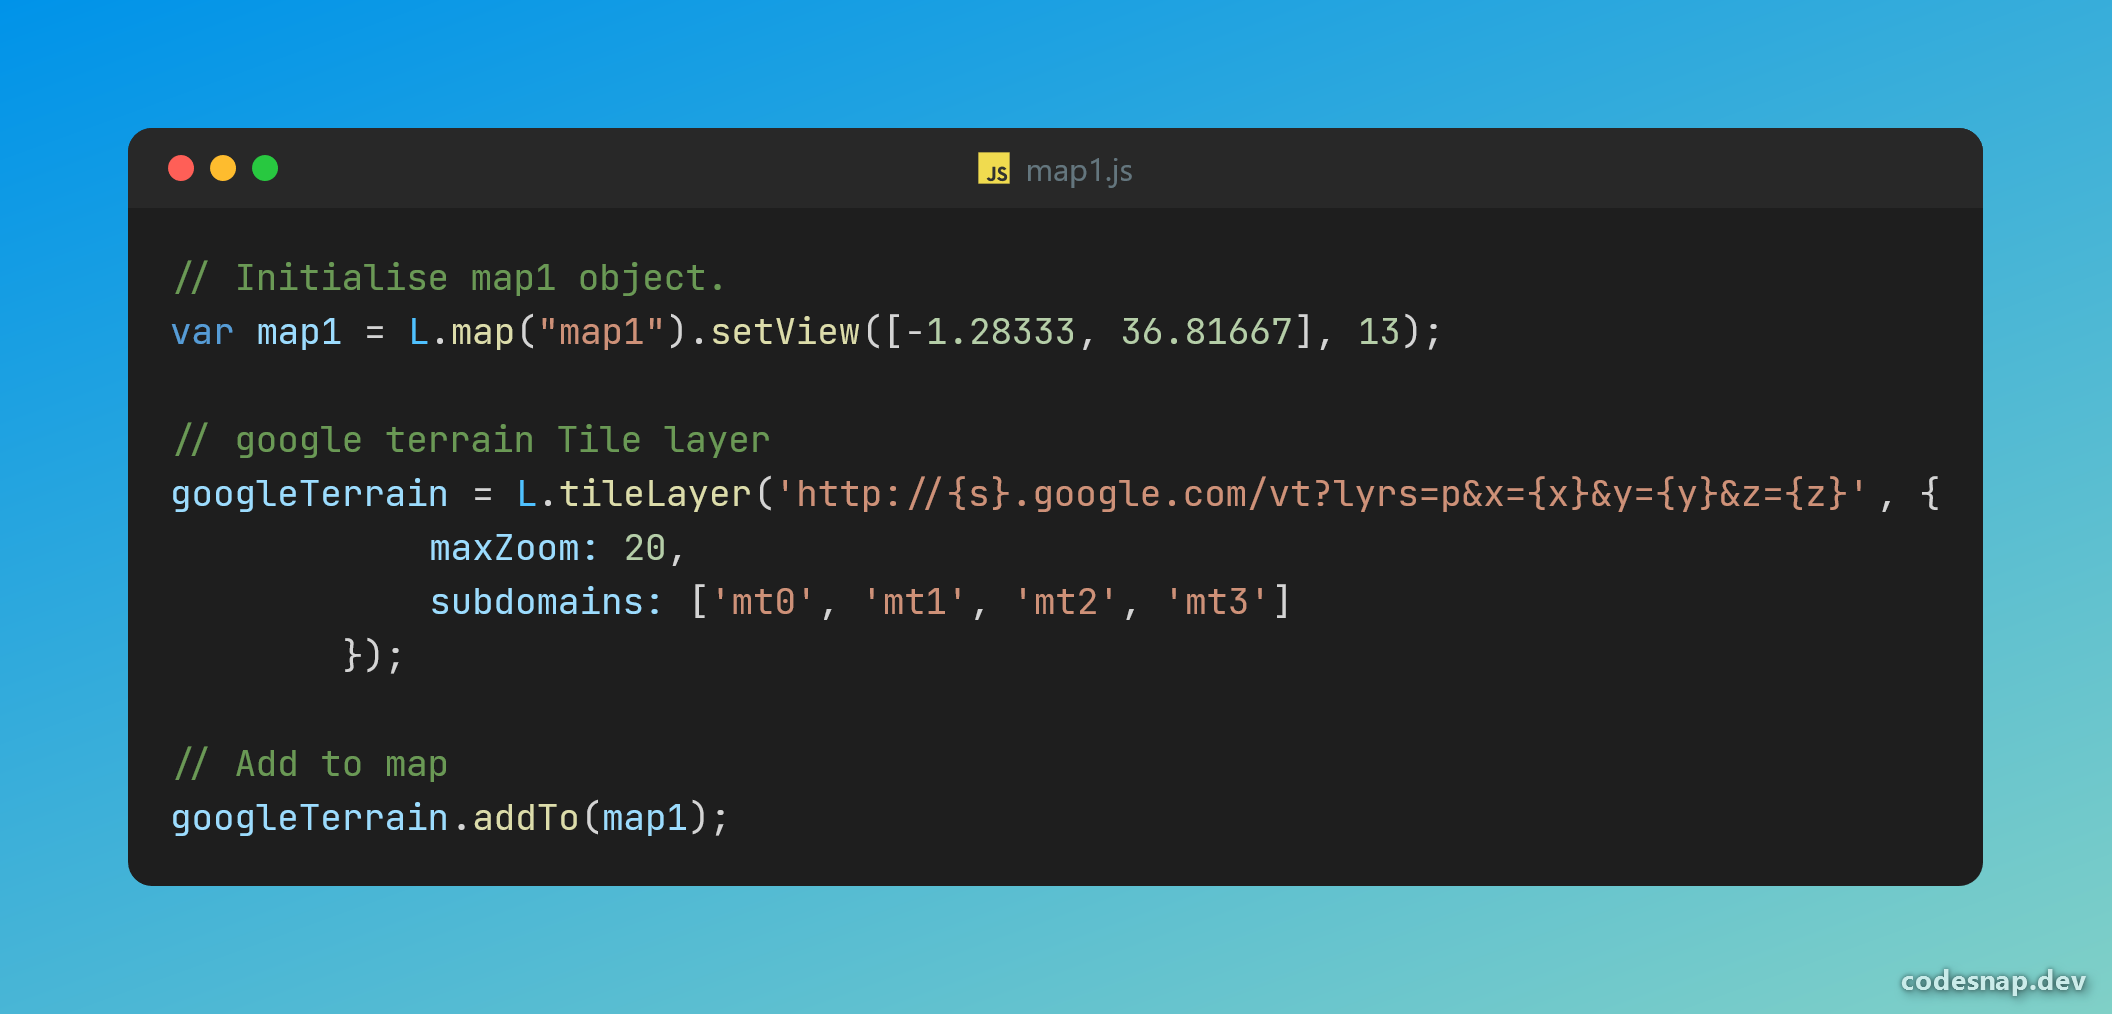 JS map1.js
// Initialise map1 object.
var map1 = L.map("map1").setView([-1.28333, 36.81667], 13);
// google terrain Tile layer
googleTerrain = L.tileLayer('http://{s}.google.com/vt?lyrs=p&x={x}&y={y}&z={z}', {
            maxZoom: 20,
            subdomains: ['mt0', 'mt1', 'mt2', 'mt3']
        });
// Add to map
googleTerrain.addTo(map1);
codesnap.dev